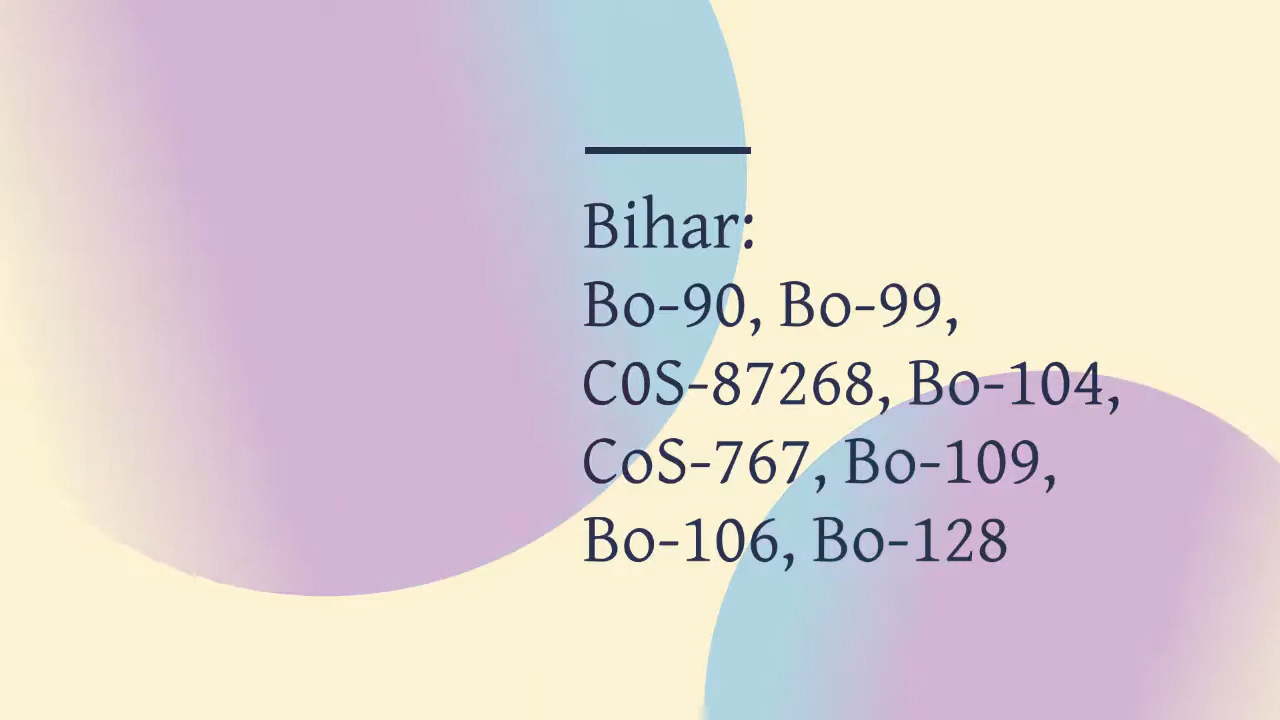 Bihar:
Bo-90, Bo-99,
C0S-87268, Bo-104,
CoS-767, Bo-109,
Bo-106, Bo-128